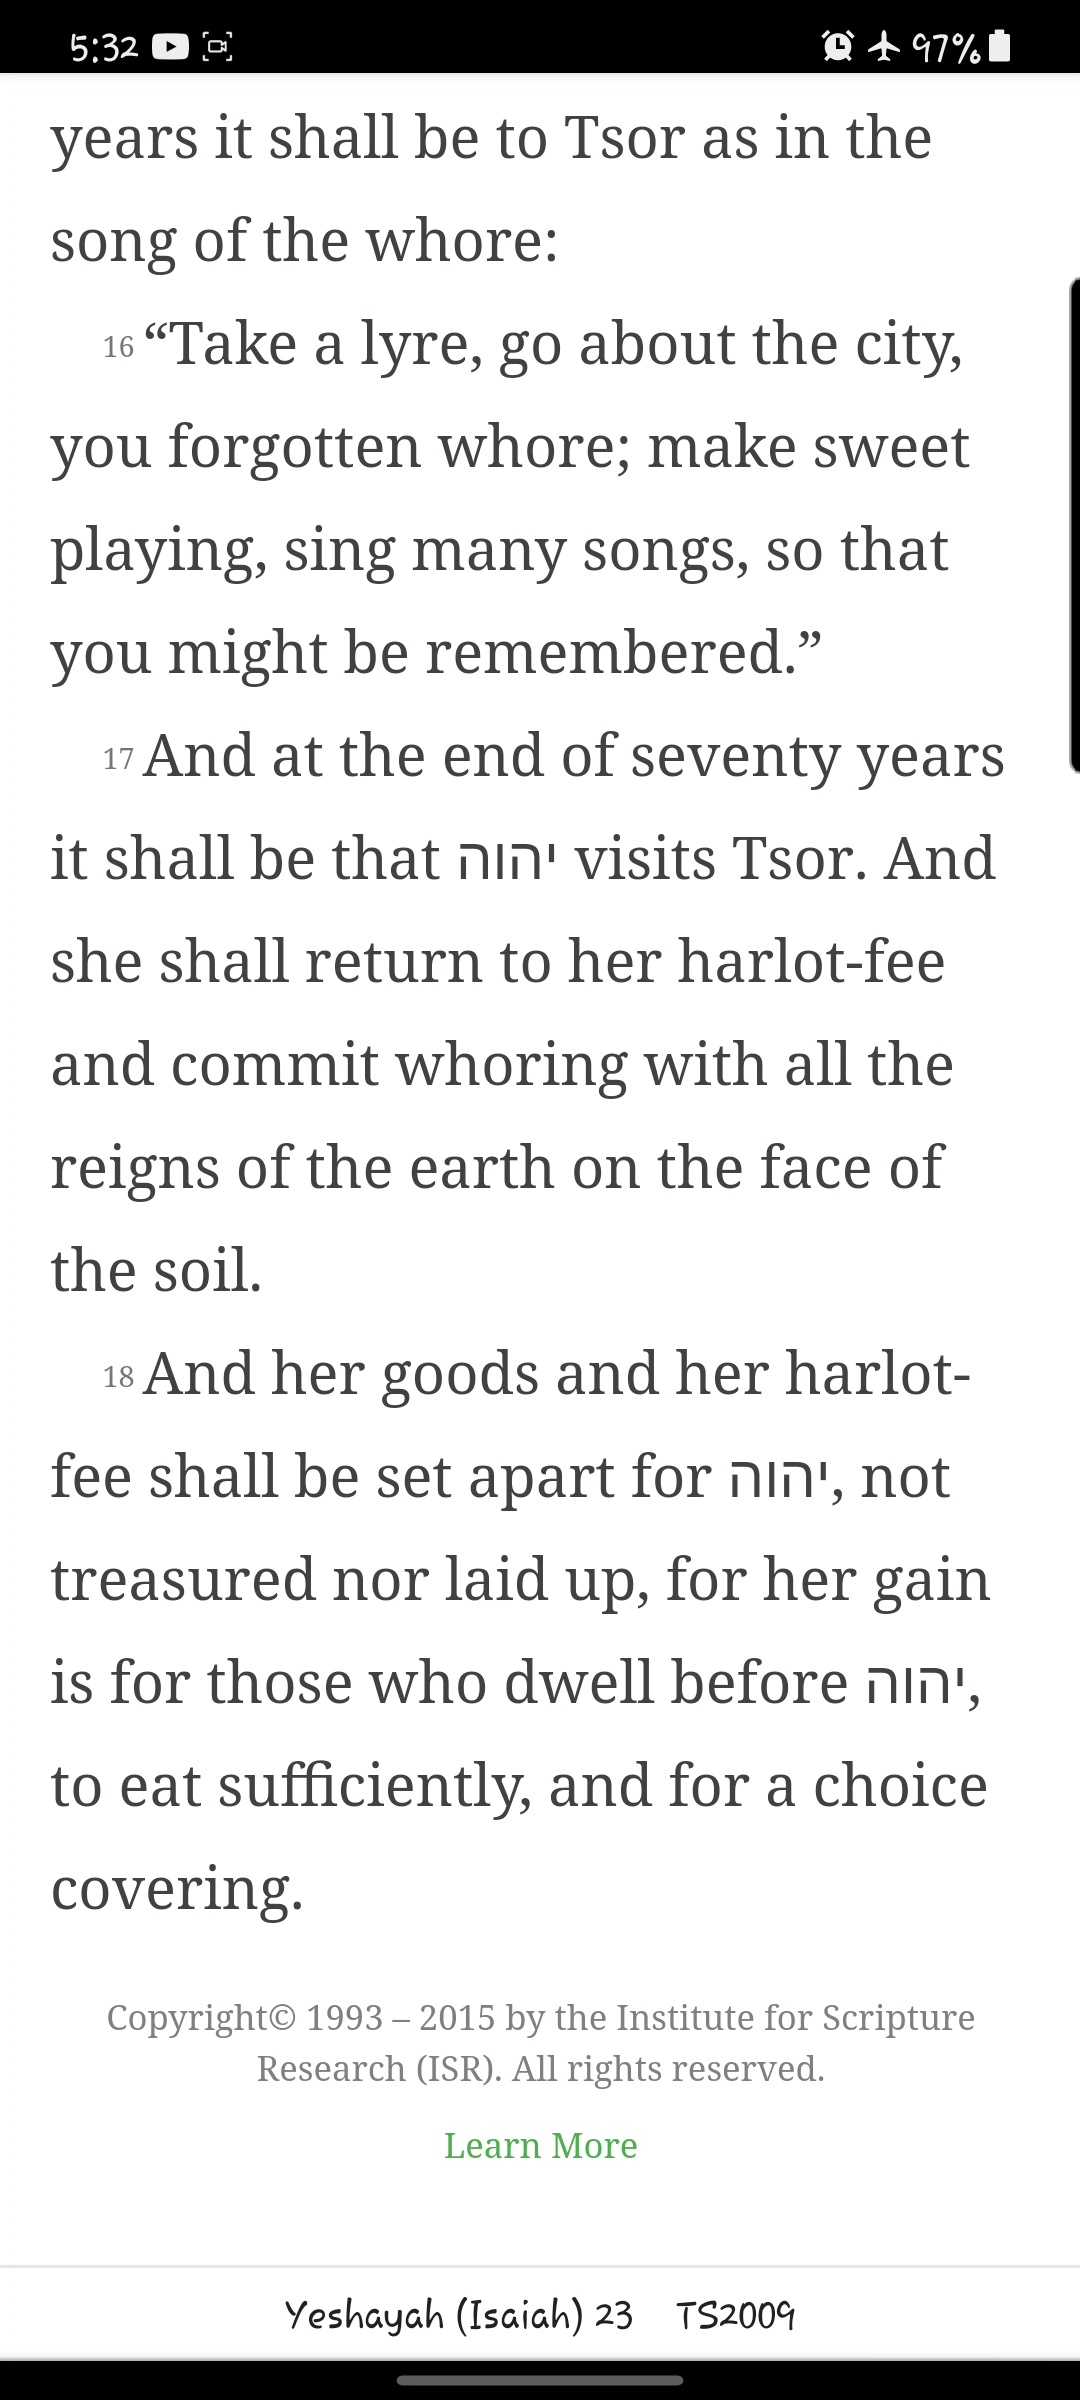 5:32 97%
years it shall be to Tsor as in the
song of the whore:
16 “Take a lyre, go about the city,
you forgotten whore; make sweet
playing, sing many songs, so that
you might be remembered.”
17 And at the end of seventy years
it shall be that יהוה visits Tsor. And
she shall return to her harlot-fee
and commit whoring with all the
reigns of the earth on the face of
the soil.
18 And her goods and her harlot-
fee shall be set apart for יהוה, not
treasured nor laid up, for her gain
is for those who dwell before יהוה,
to eat sufficiently, and for a choice
covering.
Copyright© 1993 – 2015 by the Institute for Scripture
Research (ISR). All rights reserved.
Learn More
Yeshayah (Isaiah) 23 TS2009